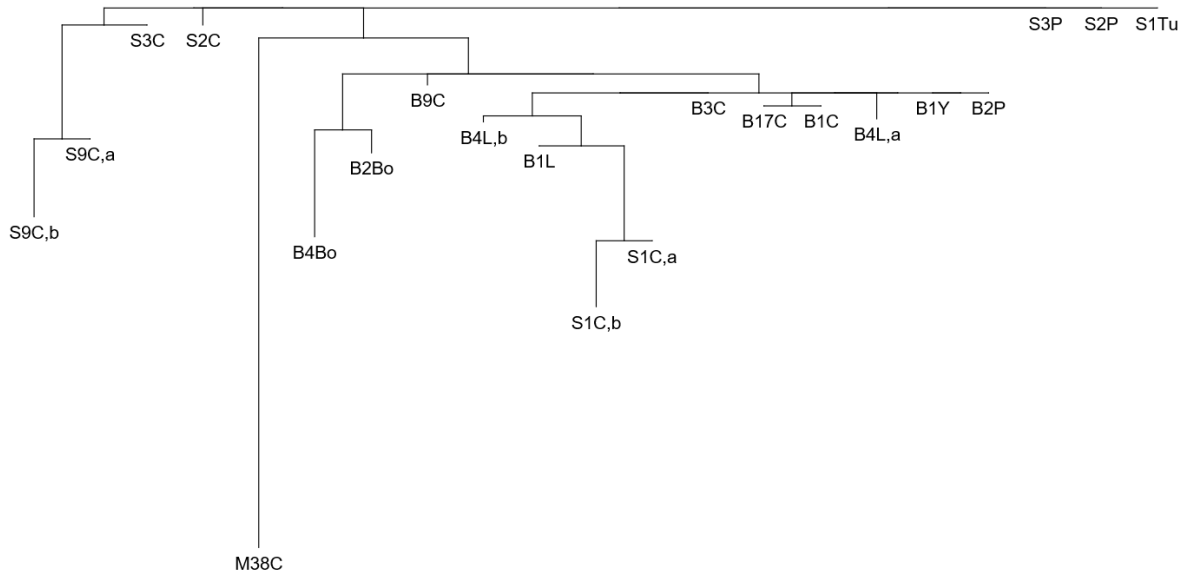 S3C S2C S3P S2P S1Tu
B9C B3C B17C B1C B4L,a B1Y B2P
S9C,a B2Bo B4L,b B1L
S9C,b B4Bo S1C,a
S1C,b
M38C